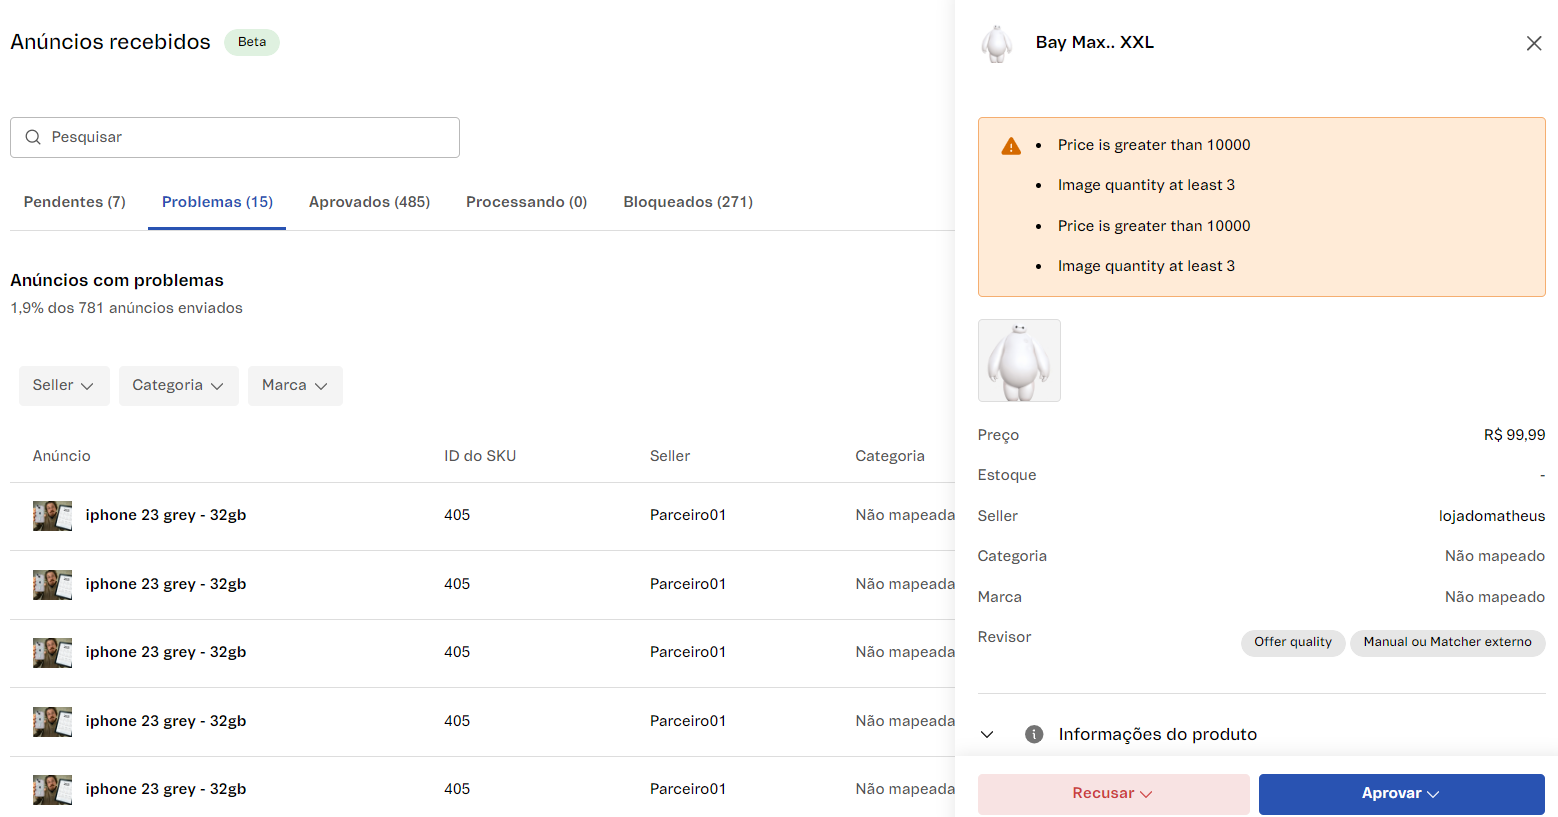 Anúncios recebidos
Beta
Pesquisar
Pendentes (7)
Problemas (15)
Aprovados (485)
Processando (0)
Bloqueados (271)
Anúncios com problemas
1,9% dos 781 anúncios enviados
Seller
Categoria
Marca
Anúncio ID do SKU Seller Categoria
iphone 23 grey - 32gb 405 Parceiro01 Não mapeada
iphone 23 grey - 32gb 405 Parceiro01 Não mapeada
iphone 23 grey - 32gb 405 Parceiro01 Não mapeada
iphone 23 grey - 32gb 405 Parceiro01 Não mapeada
iphone 23 grey - 32gb 405 Parceiro01 Não mapeada
Bay Max.. XXL
Price is greater than 10000
Image quantity at least 3
Price is greater than 10000
Image quantity at least 3
Preço R$ 99,99
Estoque -
Seller lojadomatheus
Categoria Não mapeado
Marca Não mapeado
Revisor Offer quality Manual ou Matcher externo
Informações do produto
Recusar
Aprovar